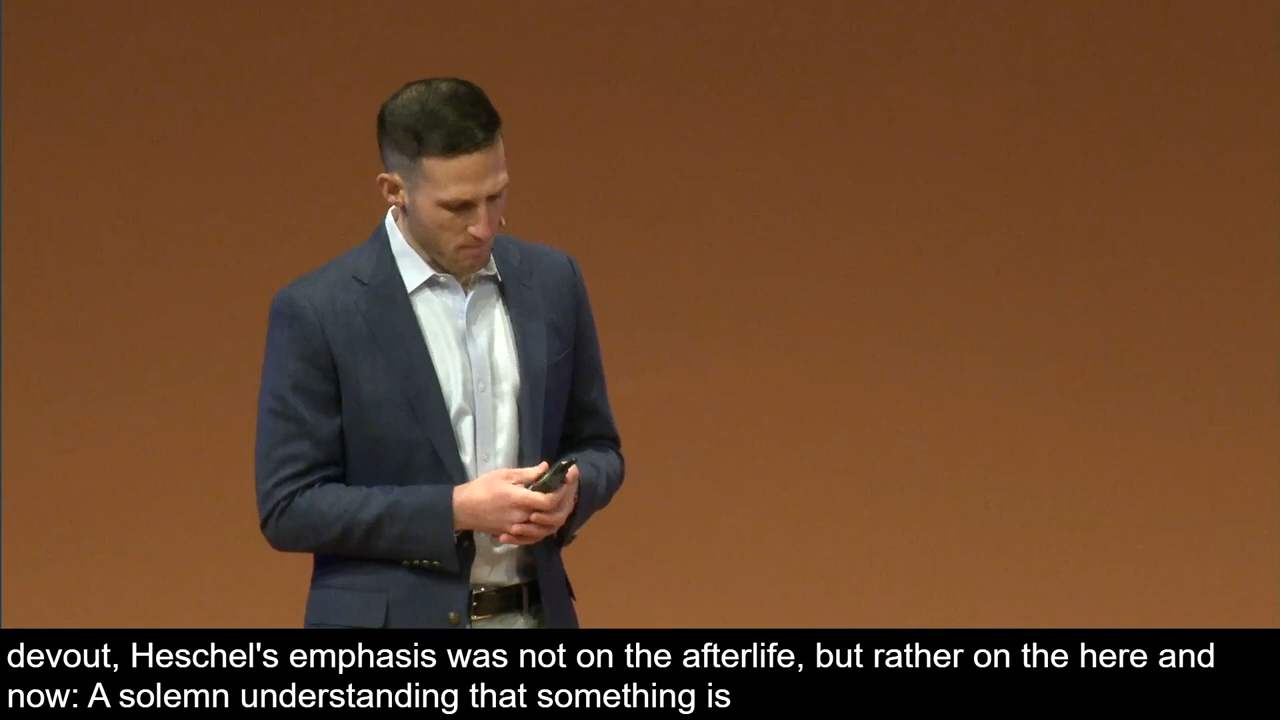 devout, Heschel's emphasis was not on the afterlife, but rather on the here and
now: A solemn understanding that something is